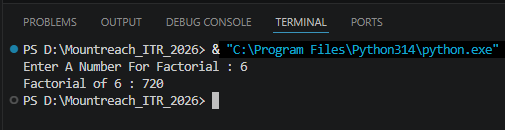 PROBLEMS OUTPUT DEBUG CONSOLE TERMINAL PORTS
PS D:\Mountreach_ITR_2026> & "C:\Program Files\Python314\python.exe"
Enter A Number For Factorial : 6
Factorial of 6 : 720
PS D:\Mountreach_ITR_2026>